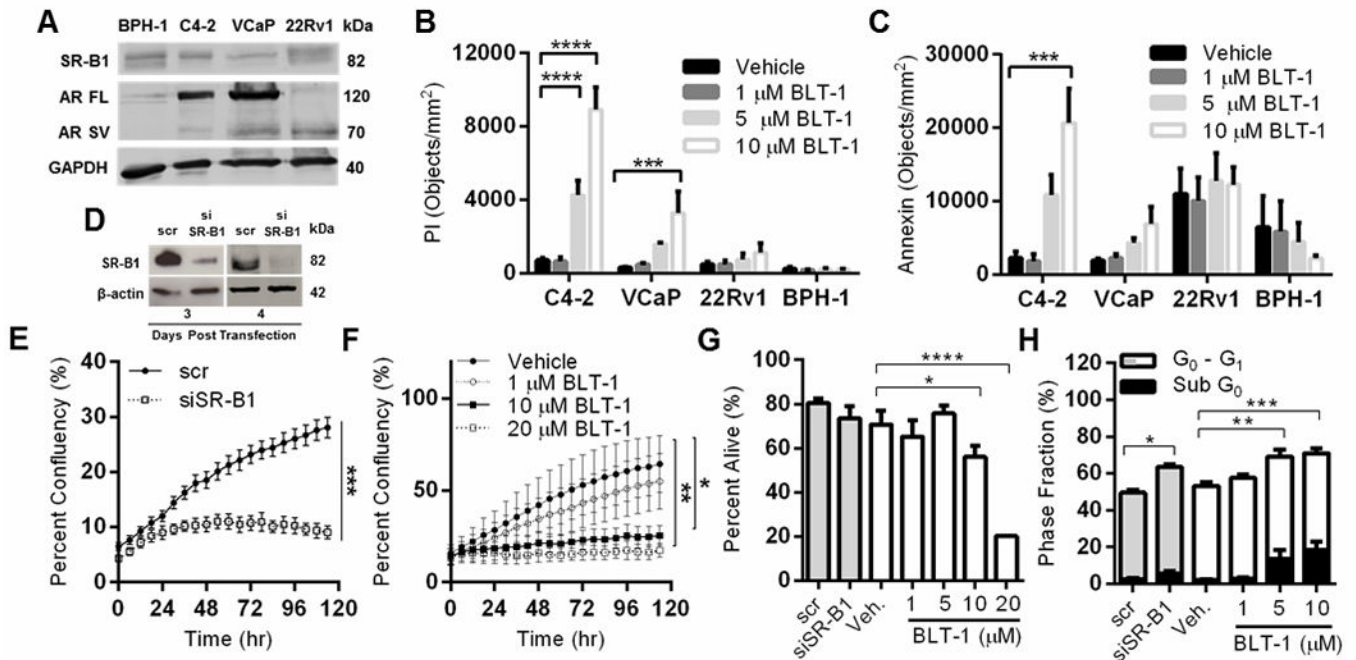 A
BPH-1 C4-2 VCaP 22Rv1 kDa
SR-B1 82
AR FL 120
AR SV 70
GAPDH 40
B
PI (Objects/mm²)
12000
8000
4000
0
**** ****
***
Vehicle
1 µM BLT-1
5 µM BLT-1
10 µM BLT-1
C4-2 VCaP 22Rv1 BPH-1
C
Annexin (Objects/mm²)
30000
20000
10000
0
***
Vehicle
1 µM BLT-1
5 µM BLT-1
10 µM BLT-1
C4-2 VCaP 22Rv1 BPH-1
D
scr si SR-B1 scr si SR-B1 kDa
SR-B1 82
β-actin 42
3 4
Days Post Transfection
E
Percent Confluency (%)
40
30
20
10
0
scr
siSR-B1
***
0 24 48 72 96 120
Time (hr)
F
Percent Confluency (%)
100
50
0
Vehicle
1 µM BLT-1
10 µM BLT-1
20 µM BLT-1
**
*
0 24 48 72 96 120
Time (hr)
G
Percent Alive (%)
100
80
60
40
20
0
****
*
scr siSR-B1 Veh. 1 5 10 20
BLT-1 (µM)
H
Phase Fraction (%)
120
100
80
60
40
20
0
G₀ - G₁
Sub G₀
*
**
***
scr siSR-B1 Veh. 1 5 10
BLT-1 (µM)